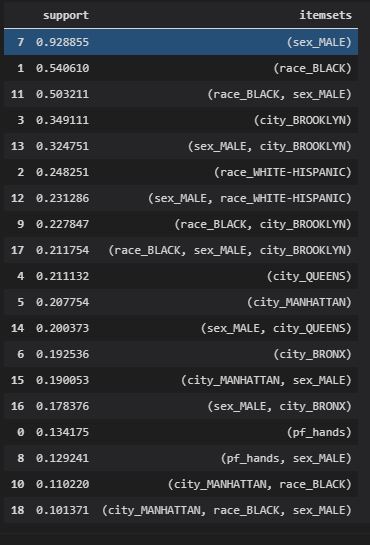 support itemsets
7 0.928855 (sex_MALE)
1 0.540610 (race_BLACK)
11 0.503211 (race_BLACK, sex_MALE)
3 0.349111 (city_BROOKLYN)
13 0.324751 (sex_MALE, city_BROOKLYN)
2 0.248251 (race_WHITE-HISPANIC)
12 0.231286 (sex_MALE, race_WHITE-HISPANIC)
9 0.227847 (race_BLACK, city_BROOKLYN)
17 0.211754 (race_BLACK, sex_MALE, city_BROOKLYN)
4 0.211132 (city_QUEENS)
5 0.207754 (city_MANHATTAN)
14 0.200373 (sex_MALE, city_QUEENS)
6 0.192536 (city_BRONX)
15 0.190053 (city_MANHATTAN, sex_MALE)
16 0.178376 (sex_MALE, city_BRONX)
0 0.134175 (pf_hands)
8 0.129241 (pf_hands, sex_MALE)
10 0.110220 (city_MANHATTAN, race_BLACK)
18 0.101371 (city_MANHATTAN, race_BLACK, sex_MALE)